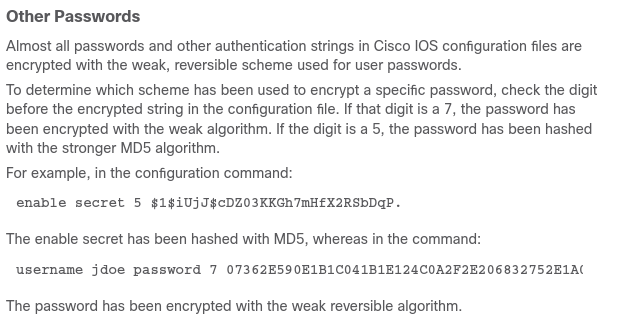 Other Passwords
Almost all passwords and other authentication strings in Cisco IOS configuration files are
encrypted with the weak, reversible scheme used for user passwords.
To determine which scheme has been used to encrypt a specific password, check the digit
before the encrypted string in the configuration file. If that digit is a 7, the password has
been encrypted with the weak algorithm. If the digit is a 5, the password has been hashed
with the stronger MD5 algorithm.
For example, in the configuration command:
enable secret 5 $1$iUjJ$cDZ03KKGh7mHfX2RSbDqP.
The enable secret has been hashed with MD5, whereas in the command:
username jdoe password 7 07362E590E1B1C041B1E124C0A2F2E206832752E1A
The password has been encrypted with the weak reversible algorithm.